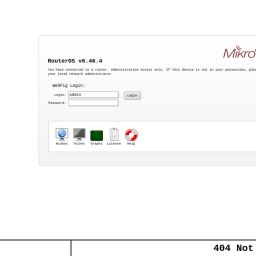 Mikro
RouterOS v6.46.4
You have connected to a router. Administrative access only. If this device is not in your possession, plea
your local network administrator.
WebFig Login:
Login: admin Login
Password:
Winbox Telnet Graphs License Help
404 Not